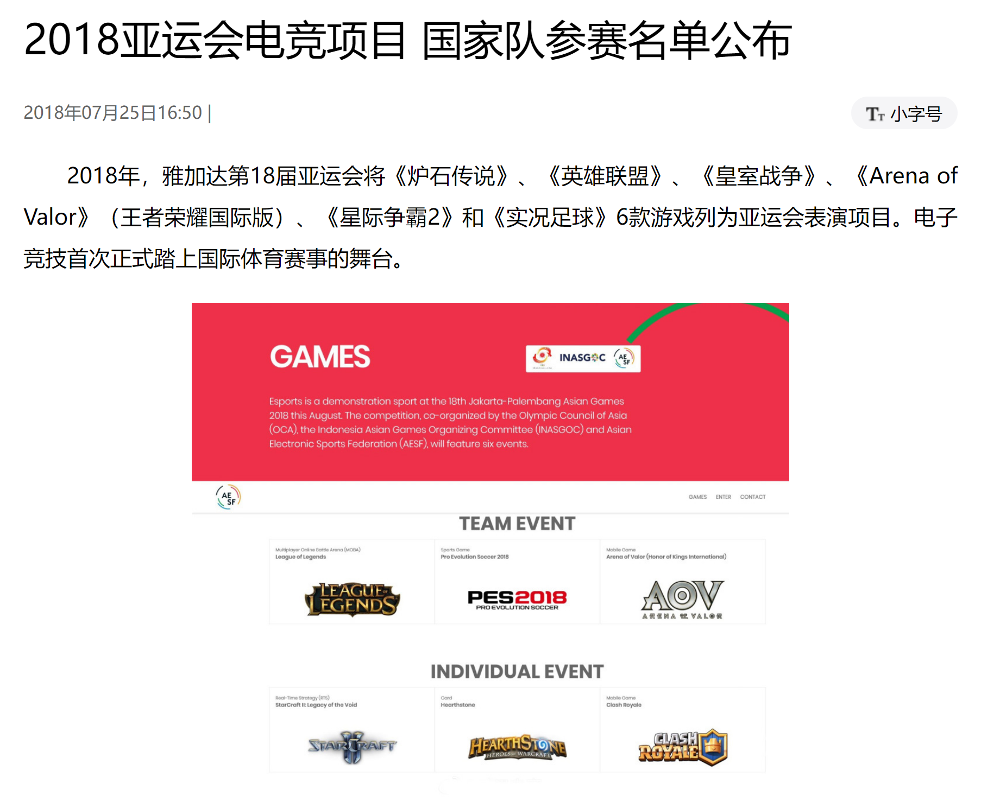 2018亚运会电竞项目 国家队参赛名单公布
2018年07月25日16:50 |
TT 小字号
2018年，雅加达第18届亚运会将《炉石传说》、《英雄联盟》、《皇室战争》、《Arena of
Valor》（王者荣耀国际版）、《星际争霸2》和《实况足球》6款游戏列为亚运会表演项目。电子
竞技首次正式踏上国际体育赛事的舞台。
GAMES
INASGOC
AE
SF
Esports is a demonstration sport at the 18th Jakarta-Palembang Asian Games
2018 this August. The competition, co-organized by the Olympic Council of Asia
(OCA), the Indonesia Asian Games Organizing Committee (INASGOC) and Asian
Electronic Sports Federation (AESF), will feature six events.
AE
SF
GAMES ENTER CONTACT
TEAM EVENT
Multiplayer Online Battle Arena (MOBA)
League of Legends
LEAGUE OF
LEGENDS
Sports Game
Pro Evolution Soccer 2018
PES2018
PRO EVOLUTION SOCCER
Mobile Game
Arena of Valor (Honor of Kings International)
AOV
ARENA OF VALOR
INDIVIDUAL EVENT
Real-Time Strategy (RTS)
StarCraft II: Legacy of the Void
STARCRAFT
II
Card
Hearthstone
HEARTHSTONE
HEROES OF WARCRAFT
Mobile Game
Clash Royale
CLASH
ROYALE